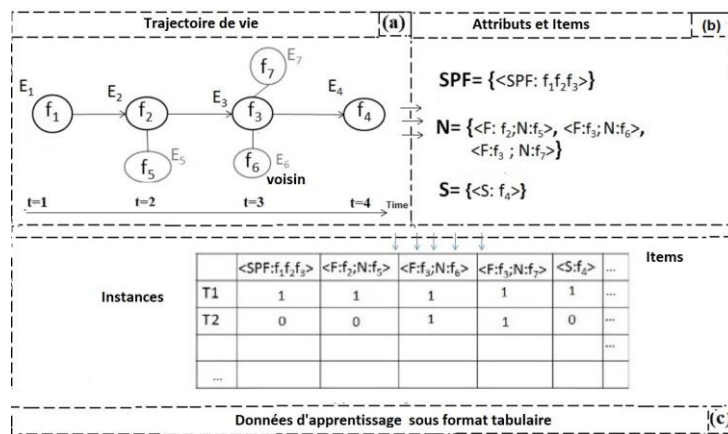 Trajectoire de vie (a) Attributs et Items (b)
E7
f7
E1 E2 E3 E4
f1 f2 f3 f4
f5 E5 f6 E6
voisin
t=1 t=2 t=3 t=4 Time
SPF= {<SPF: f1f2f3>}
N= {<F: f2;N:f5>, <F:f3;N:f6>,
<F:f3 ; N:f7>}
S= {<S: f4>}
Items
Instances
<SPF:f1f2f3> <F:f2;N:f5> <F:f3;N:f6> <F:f3;N:f7> <S:f4> ...
T1 1 1 1 1 1 ...
T2 0 0 1 1 0
...
... ...
Données d'apprentissage sous format tabulaire (c)